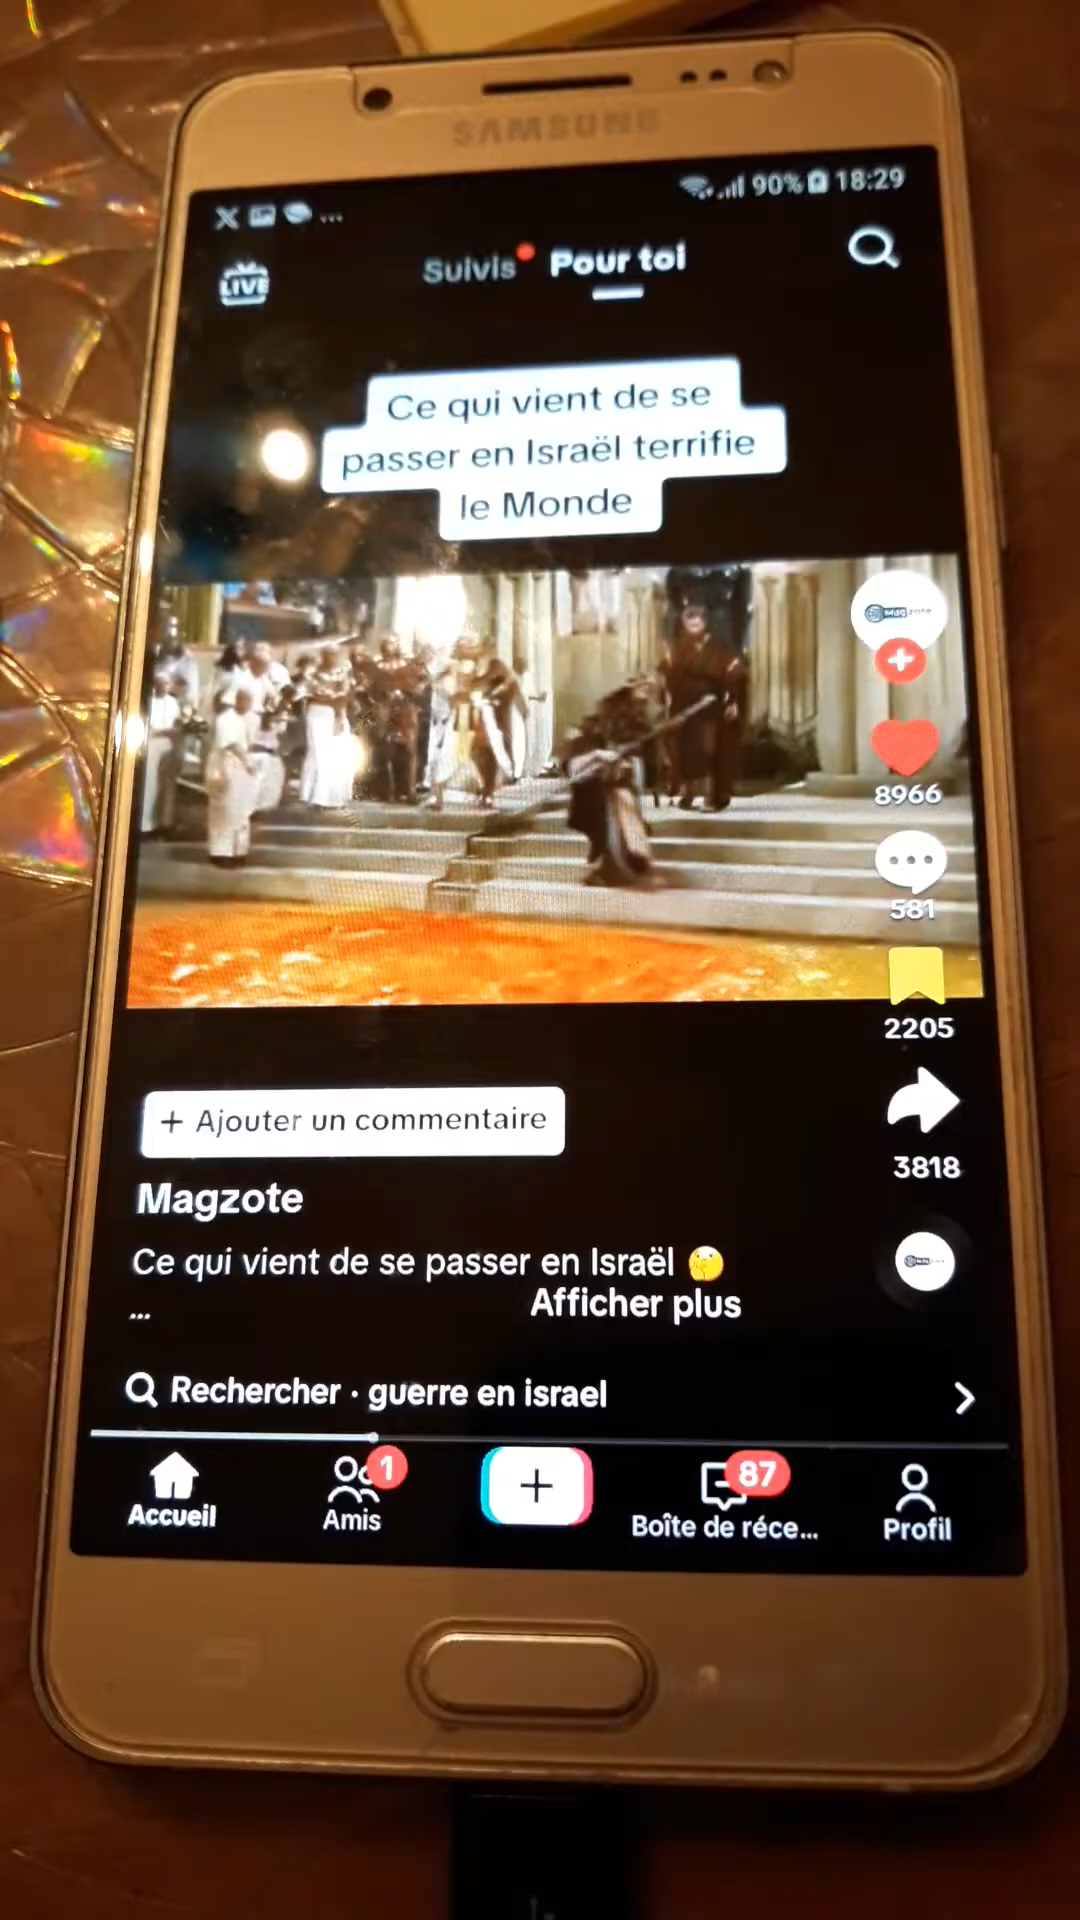 SAMSUNG
90% 18:29
LIVE
Suivis Pour toi
Ce qui vient de se
passer en Israël terrifie
le Monde
Magzote
8966
581
2205
3818
+ Ajouter un commentaire
Magzote
Ce qui vient de se passer en Israël 🤔
... Afficher plus
Rechercher · guerre en israel
1
87
Accueil
Amis
Boîte de réce...
Profil